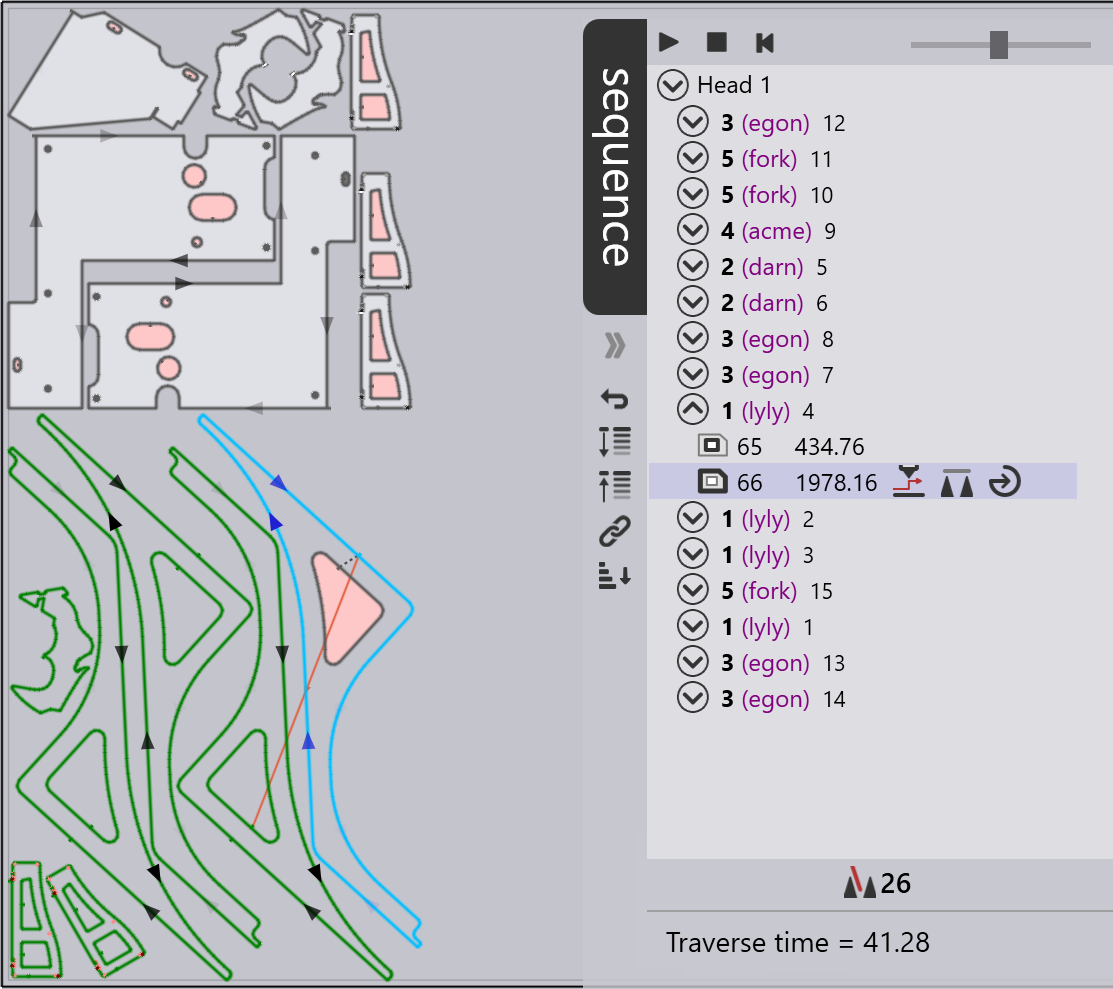 sequence
Head 1
3 (egon) 12
5 (fork) 11
5 (fork) 10
4 (acme) 9
2 (darn) 5
2 (darn) 6
3 (egon) 8
3 (egon) 7
1 (lyly) 4
65 434.76
66 1978.16
1 (lyly) 2
1 (lyly) 3
5 (fork) 15
1 (lyly) 1
3 (egon) 13
3 (egon) 14
26
Traverse time = 41.28